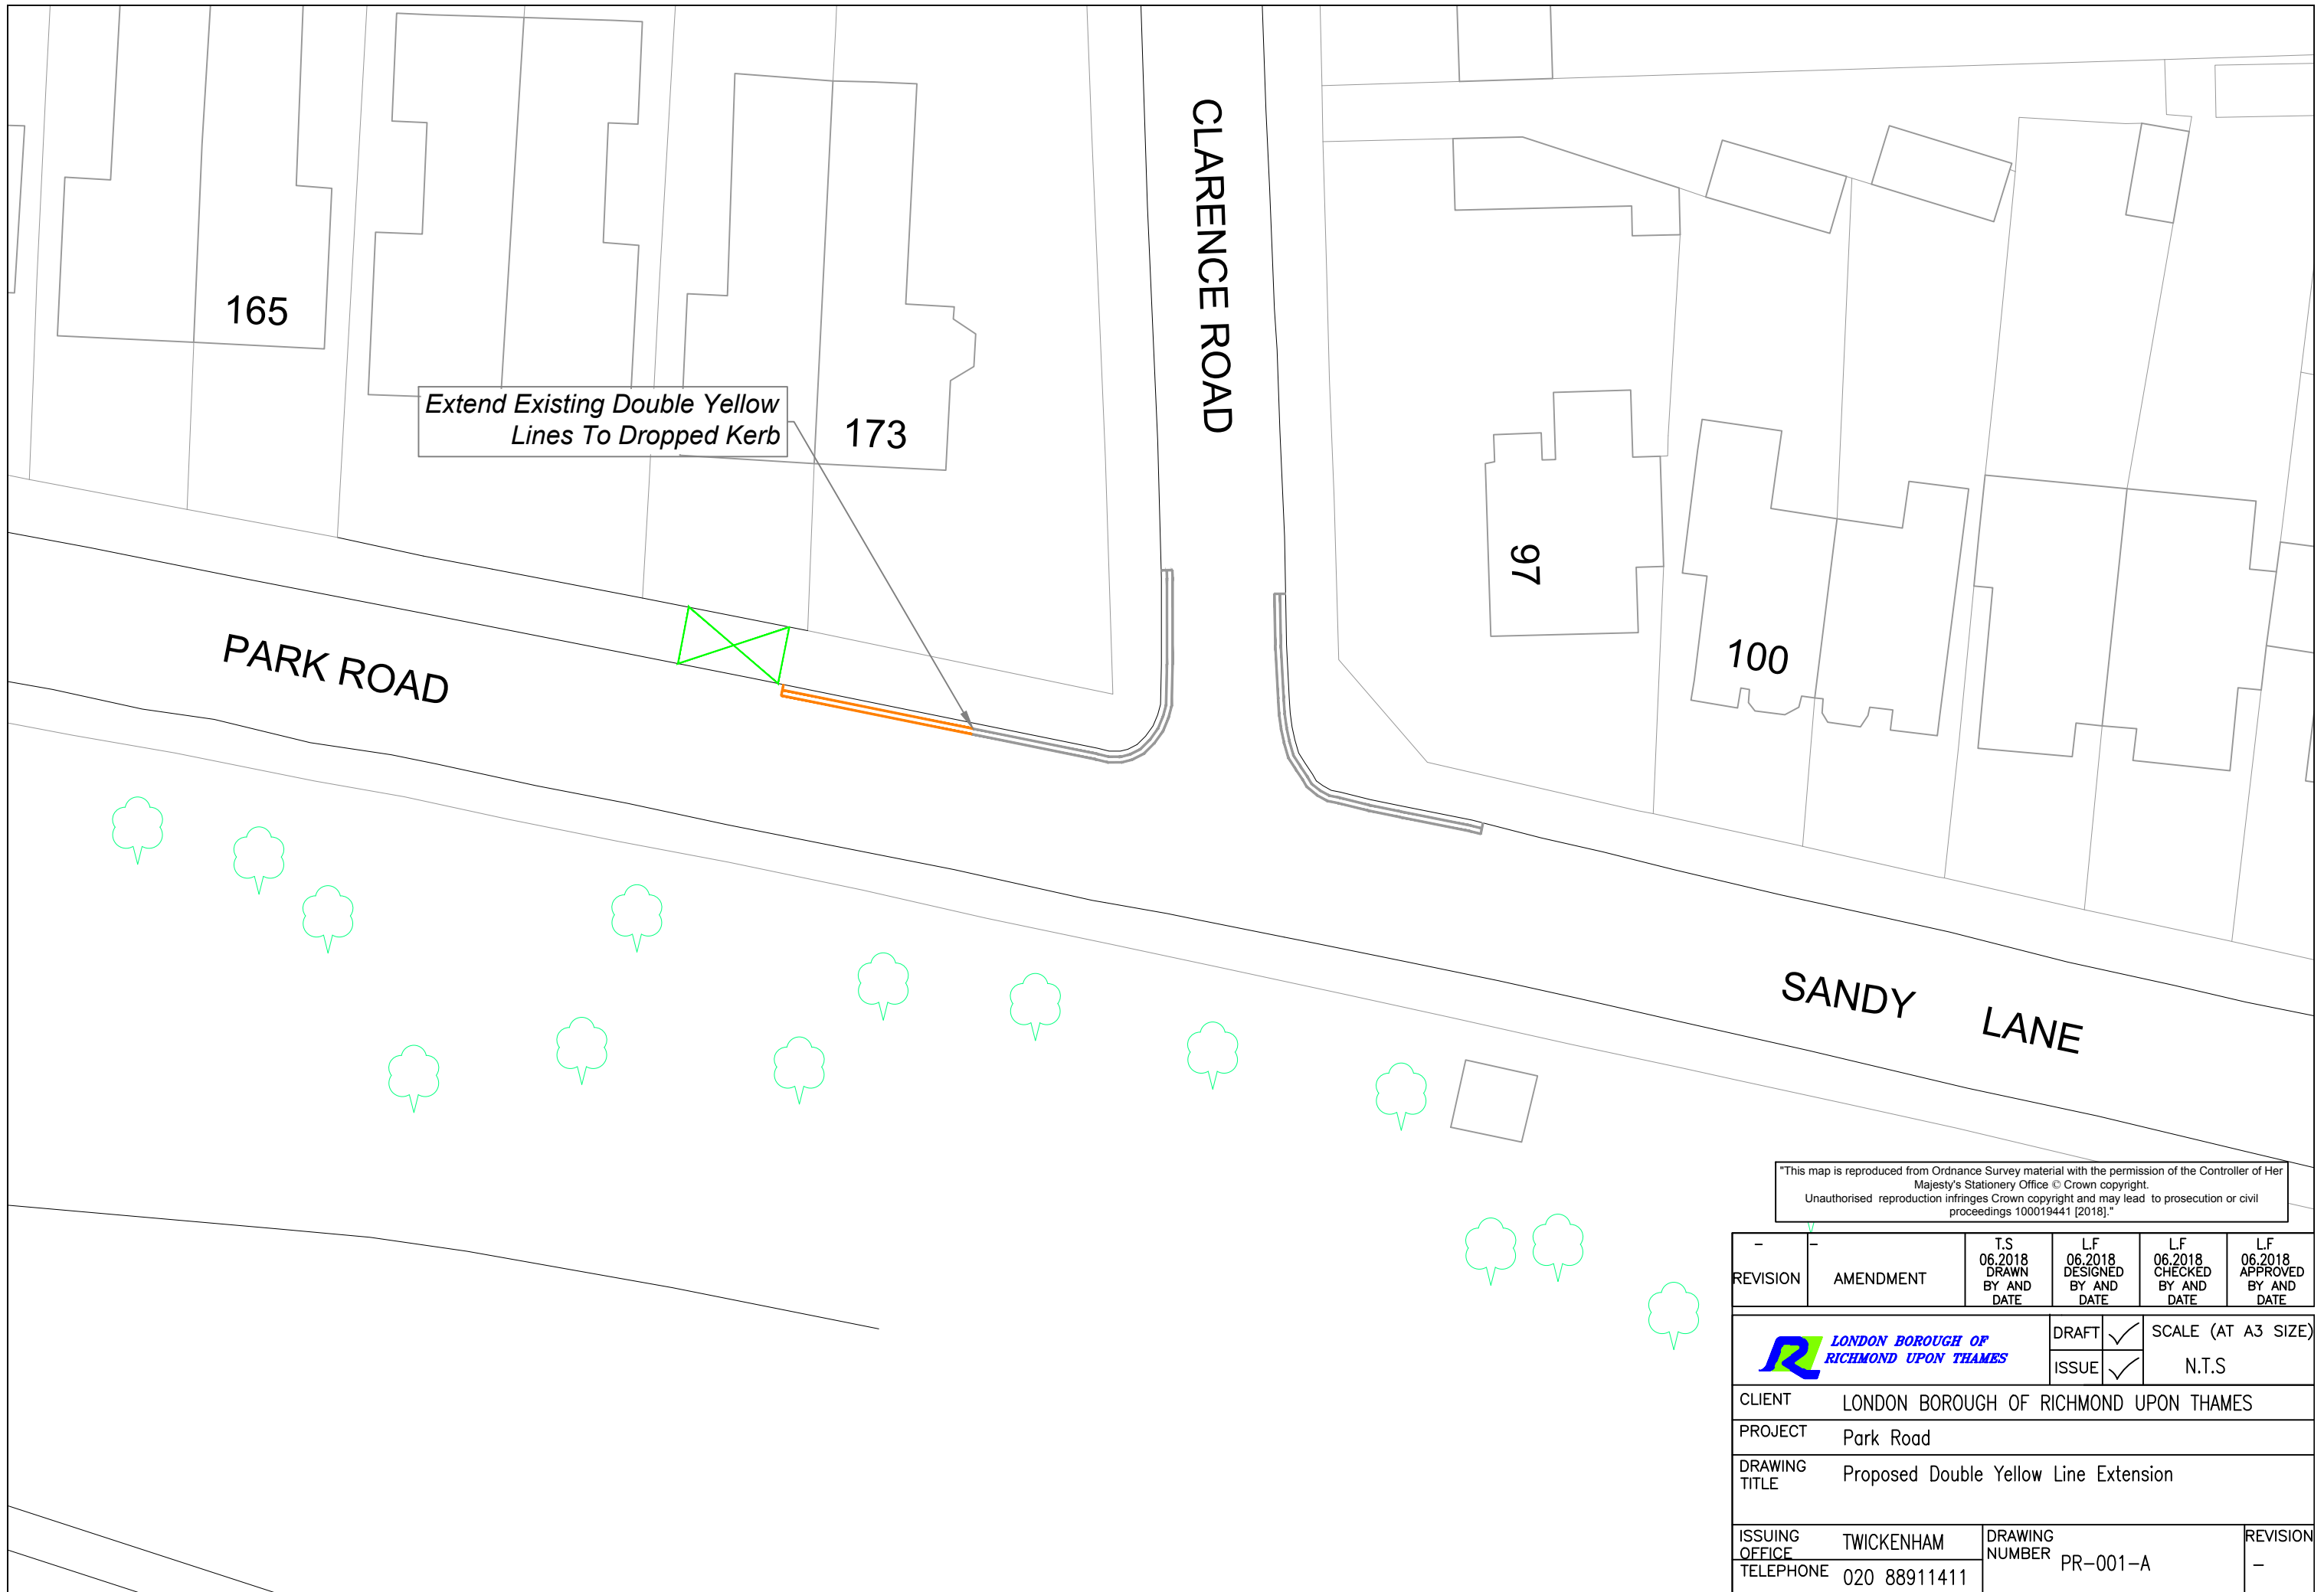 CLARENCE ROAD
165
Extend Existing Double Yellow
Lines To Dropped Kerb
173
97
100
PARK ROAD
SANDY LANE
"This map is reproduced from Ordnance Survey material with the permission of the Controller of Her
Majesty's Stationery Office © Crown copyright.
Unauthorised reproduction infringes Crown copyright and may lead to prosecution or civil
proceedings 100019441 [2018]."
- - T.S L.F L.F L.F
06.2018 06.2018 06.2018 06.2018
REVISION AMENDMENT DRAWN DESIGNED CHECKED APPROVED
BY AND BY AND BY AND BY AND
DATE DATE DATE DATE
LONDON BOROUGH OF
RICHMOND UPON THAMES
DRAFT SCALE (AT A3 SIZE)
ISSUE N.T.S
CLIENT LONDON BOROUGH OF RICHMOND UPON THAMES
PROJECT Park Road
DRAWING
TITLE Proposed Double Yellow Line Extension
ISSUING
OFFICE TWICKENHAM
TELEPHONE 020 88911411
DRAWING
NUMBER PR-001-A
REVISION
-